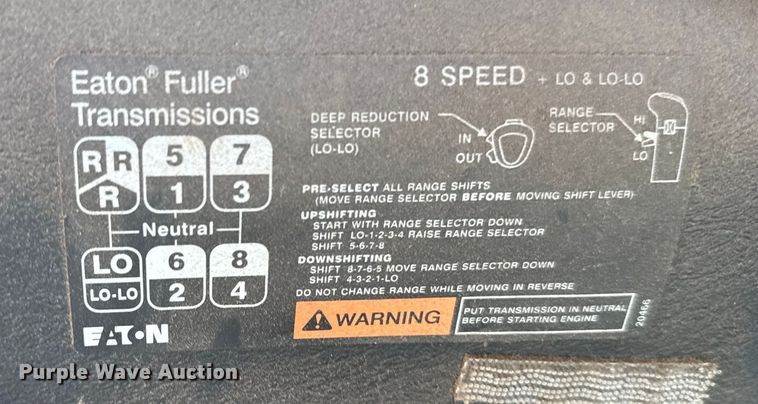 Eaton® Fuller®
Transmissions
8 SPEED + LO & LO-LO
DEEP REDUCTION
SELECTOR
(LO-LO)
IN
OUT
RANGE
SELECTOR
HI
LO
R R 5 7
R 1 3
Neutral
LO 6 8
LO-LO 2 4
PRE-SELECT ALL RANGE SHIFTS
(MOVE RANGE SELECTOR BEFORE MOVING SHIFT LEVER)
UPSHIFTING
START WITH RANGE SELECTOR DOWN
SHIFT LO-1-2-3-4 RAISE RANGE SELECTOR
SHIFT 5-6-7-8
DOWNSHIFTING
SHIFT 8-7-6-5 MOVE RANGE SELECTOR DOWN
SHIFT 4-3-2-1-LO
DO NOT CHANGE RANGE WHILE MOVING IN REVERSE
WARNING
PUT TRANSMISSION IN NEUTRAL
BEFORE STARTING ENGINE
20466
EATON
Purple Wave Auction